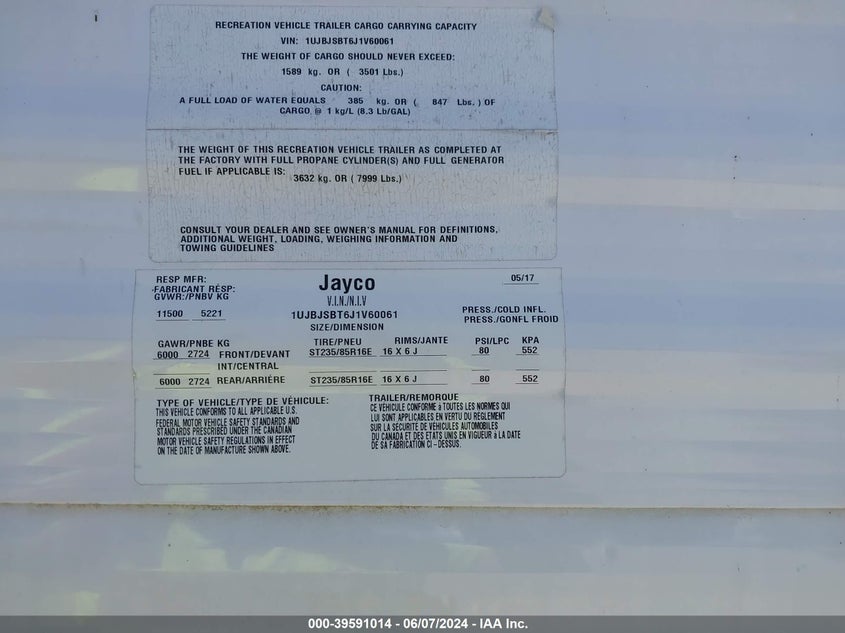 RECREATION VEHICLE TRAILER CARGO CARRYING CAPACITY
VIN: 1UJBJSBT6J1V60061
THE WEIGHT OF CARGO SHOULD NEVER EXCEED:
1589 kg. OR ( 3501 Lbs.)
CAUTION:
A FULL LOAD OF WATER EQUALS 385 kg. OR ( 847 Lbs. ) OF
CARGO @ 1 kg/L (8.3 Lb/GAL)
THE WEIGHT OF THIS RECREATION VEHICLE TRAILER AS COMPLETED AT
THE FACTORY WITH FULL PROPANE CYLINDER(S) AND FULL GENERATOR
FUEL IF APPLICABLE IS: 3632 kg. OR ( 7999 Lbs.)
CONSULT YOUR DEALER AND SEE OWNER'S MANUAL FOR DEFINITIONS,
ADDITIONAL WEIGHT, LOADING, WEIGHING INFORMATION AND
TOWING GUIDELINES
RESP MFR: Jayco 05/17
-FABRICANT RÉSP:
GVWR:/PNBV KG V.I.N./N.I.V
11500 5221 1UJBJSBT6J1V60061 PRESS./COLD INFL.
SIZE/DIMENSION PRESS./GONFL FROID
GAWR/PNBE KG TIRE/PNEU RIMS/JANTE PSI/LPC KPA
6000 2724 FRONT/DEVANT ST235/85R16E 16 X 6 J 80 552
INT/CENTRAL
6000 2724 REAR/ARRIÈRE ST235/85R16E 16 X 6 J 80 552
TYPE OF VEHICLE/TYPE DE VÉHICULE: TRAILER/REMORQUE
THIS VEHICLE CONFORMS TO ALL APPLICABLE U.S.
FEDERAL MOTOR VEHICLE SAFETY STANDARDS AND
STANDARDS PRESCRIBED UNDER THE CANADIAN
MOTOR VEHICLE SAFETY REGULATIONS IN EFFECT
ON THE DATE OF MANUFACTURE SHOWN ABOVE.
CE VÉHICULE CONFORME a TOUTES LES NORMES QUI
LUI SONT APPLICABLES EN VERTU DU RÈGLEMENT
SUR LA SÉCURITÉ DE VÉHICULES AUTOMOBILES
DU CANADA ET DES ETATS UNIS EN VIGUEUR a LA DATE
DE SA FABRICATION CI - DESSUS.
000-39591014 - 06/07/2024 - IAA Inc.